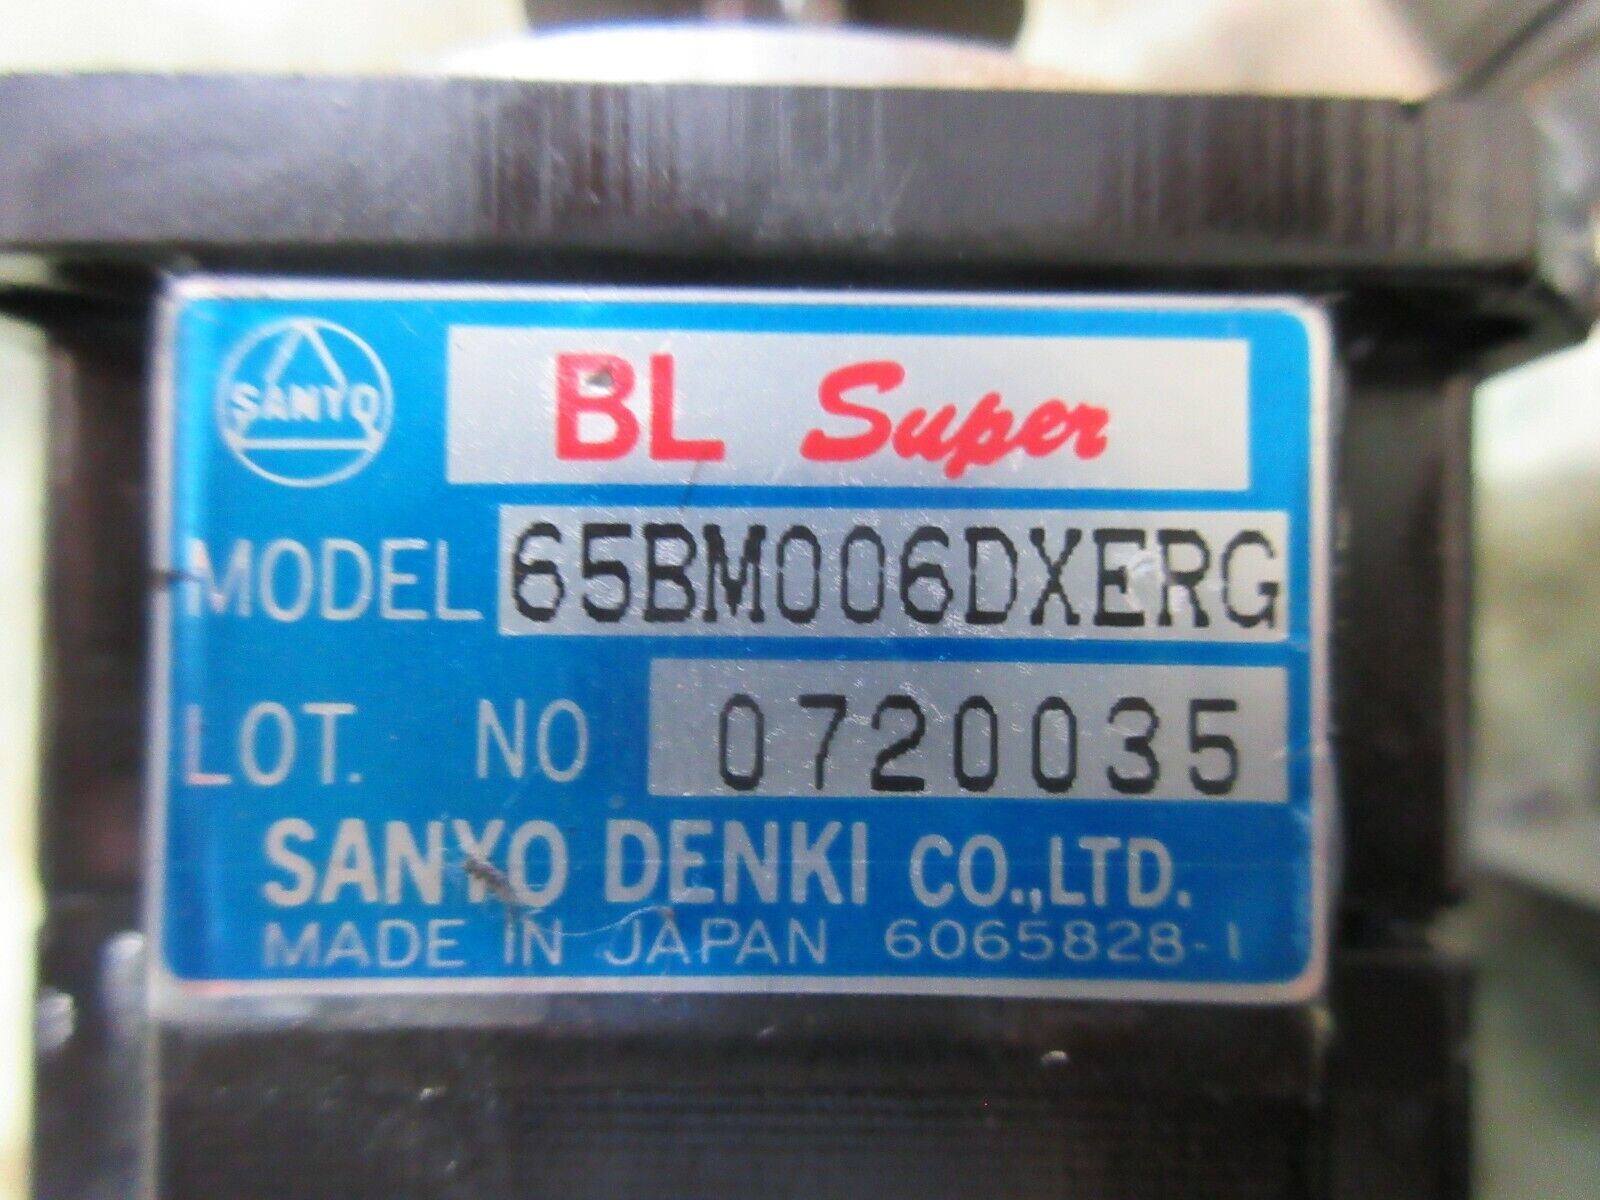 SANYO
BL Super
MODEL 65BM006DXERG
LOT. NO 0720035
SANYO DENKI CO.,LTD.
MADE IN JAPAN 6065828-1